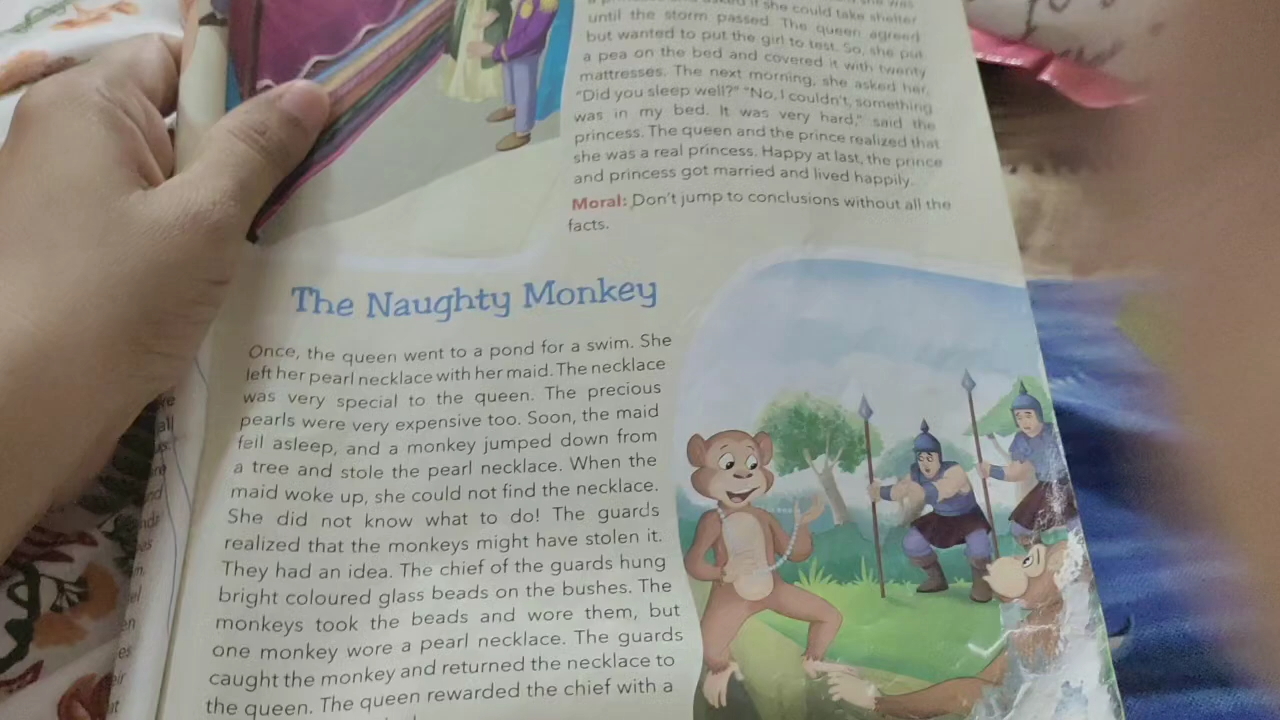 she was
asked if she could take shelter
until the storm passed. The queen agreed
but wanted to put the girl to test. So, she put
a pea on the bed and covered it with twenty
mattresses. The next morning, she asked her,
"Did you sleep well?" "No, I couldn't, something
was in my bed. It was very hard," said the
princess. The queen and the prince realized that
she was a real princess. Happy at last, the prince
and princess got married and lived happily.
Moral: Don't jump to conclusions without all the
facts.
The Naughty Monkey
Once, the queen went to a pond for a swim. She
left her pearl necklace with her maid. The necklace
was very special to the queen. The precious
pearls were very expensive too. Soon, the maid
fell asleep, and a monkey jumped down from
a tree and stole the pearl necklace. When the
maid woke up, she could not find the necklace.
She did not know what to do! The guards
realized that the monkeys might have stolen it.
They had an idea. The chief of the guards hung
bright coloured glass beads on the bushes. The
monkeys took the beads and wore them, but
one monkey wore a pearl necklace. The guards
caught the monkey and returned the necklace to
the queen. The queen rewarded the chief with a